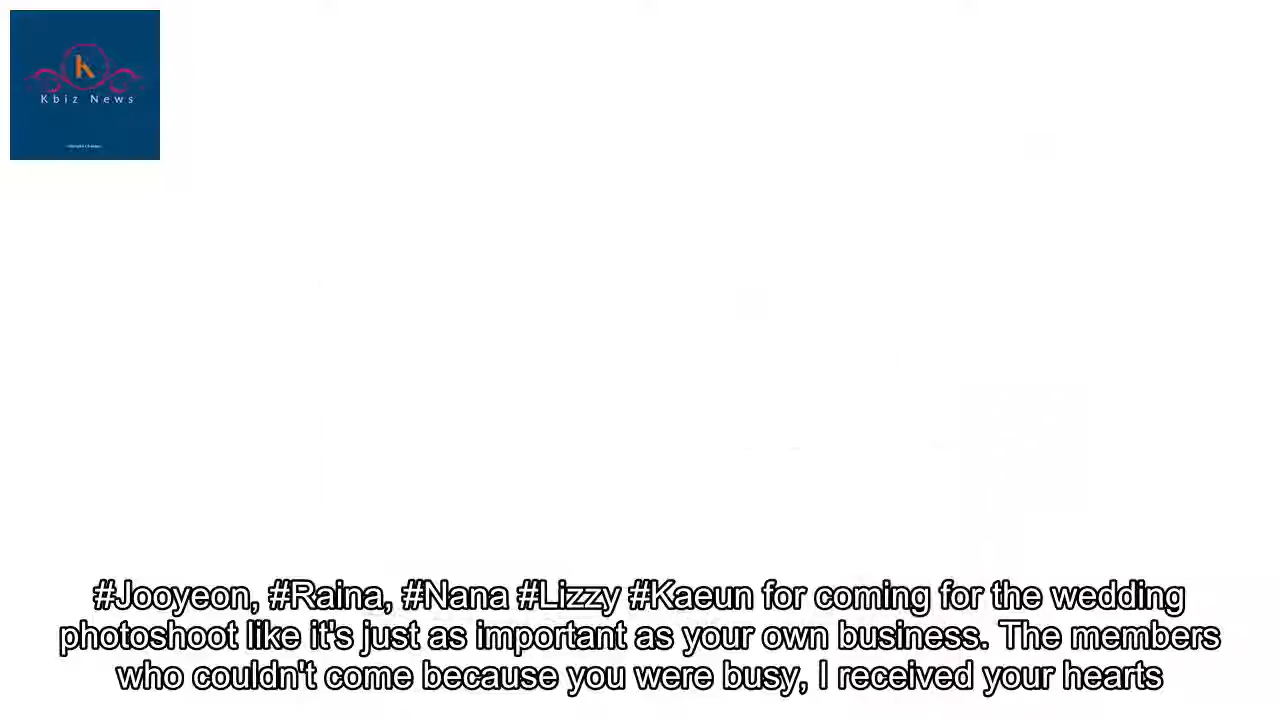 k
Kbiz News
#Jooyeon, #Raina, #Nana #Lizzy #Kaeun for coming for the wedding
photoshoot like it's just as important as your own business. The members
who couldn't come because you were busy, I received your hearts